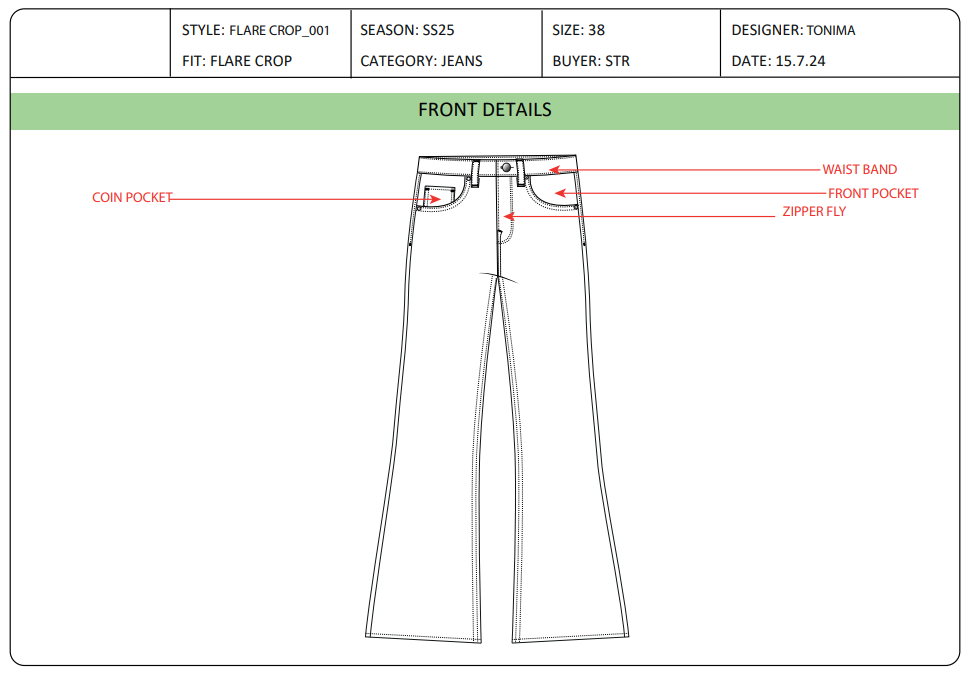 STYLE: FLARE CROP_001
FIT: FLARE CROP
SEASON: SS25
CATEGORY: JEANS
SIZE: 38
BUYER: STR
DESIGNER: TONIMA
DATE: 15.7.24
FRONT DETAILS
WAIST BAND
COIN POCKET
FRONT POCKET
ZIPPER FLY